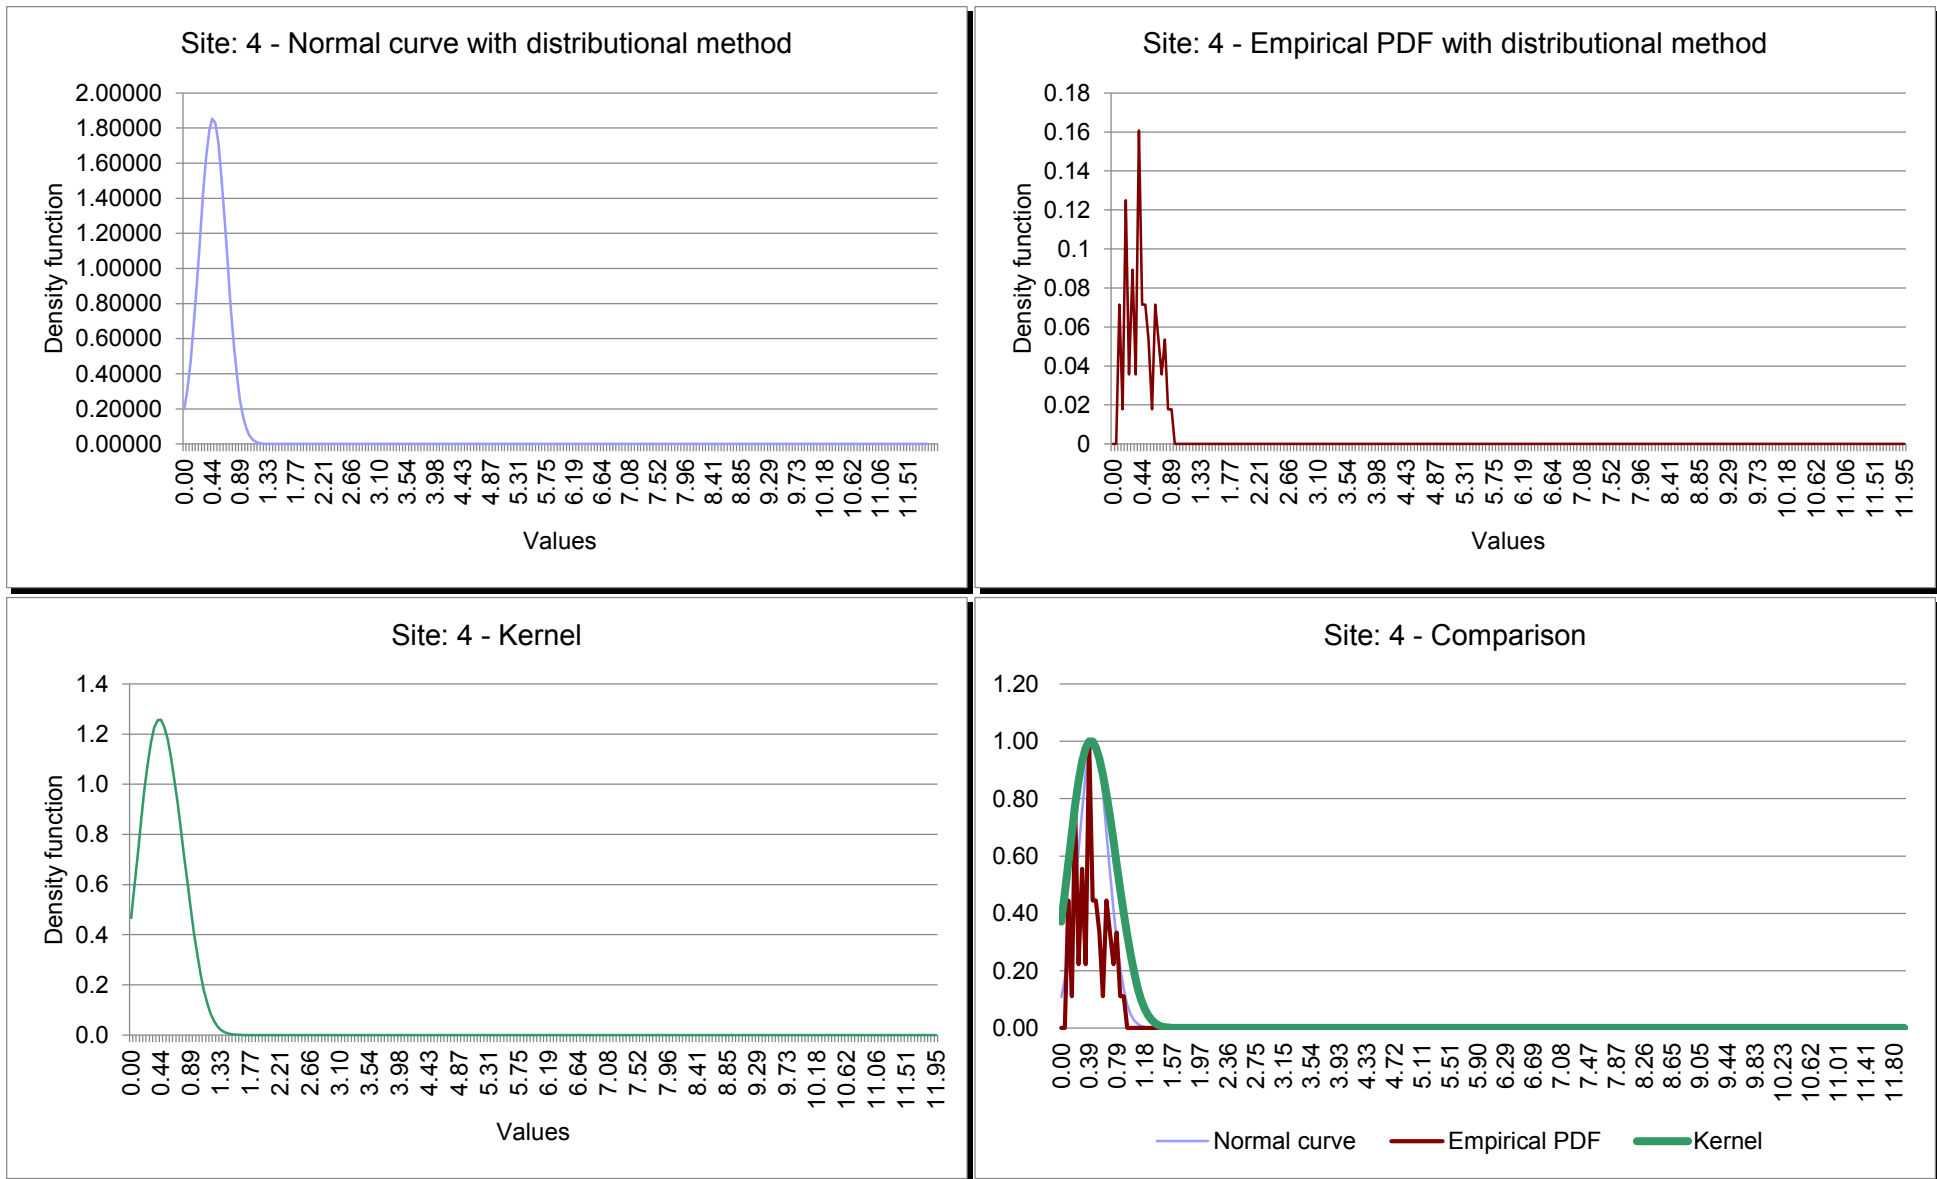 Site: 4 - Normal curve with distributional method
Density function
2.00000
1.80000
1.60000
1.40000
1.20000
1.00000
0.80000
0.60000
0.40000
0.20000
0.00000
0.00 0.44 0.89 1.33 1.77 2.21 2.66 3.10 3.54 3.98 4.43 4.87 5.31 5.75 6.19 6.64 7.08 7.52 7.96 8.41 8.85 9.29 9.73 10.18 10.62 11.06 11.51
Values
Site: 4 - Empirical PDF with distributional method
Density function
0.18
0.16
0.14
0.12
0.1
0.08
0.06
0.04
0.02
0
0.00 0.44 0.89 1.33 1.77 2.21 2.66 3.10 3.54 3.98 4.43 4.87 5.31 5.75 6.19 6.64 7.08 7.52 7.96 8.41 8.85 9.29 9.73 10.18 10.62 11.06 11.51 11.95
Values
Site: 4 - Kernel
Density function
1.4
1.2
1.0
0.8
0.6
0.4
0.2
0.0
0.00 0.44 0.89 1.33 1.77 2.21 2.66 3.10 3.54 3.98 4.43 4.87 5.31 5.75 6.19 6.64 7.08 7.52 7.96 8.41 8.85 9.29 9.73 10.18 10.62 11.06 11.51 11.95
Values
Site: 4 - Comparison
1.20
1.00
0.80
0.60
0.40
0.20
0.00
0.00 0.39 0.79 1.18 1.57 1.97 2.36 2.75 3.15 3.54 3.93 4.33 4.72 5.11 5.51 5.90 6.29 6.69 7.08 7.47 7.87 8.26 8.65 9.05 9.44 9.83 10.23 10.62 11.01 11.41 11.80
Normal curve Empirical PDF Kernel